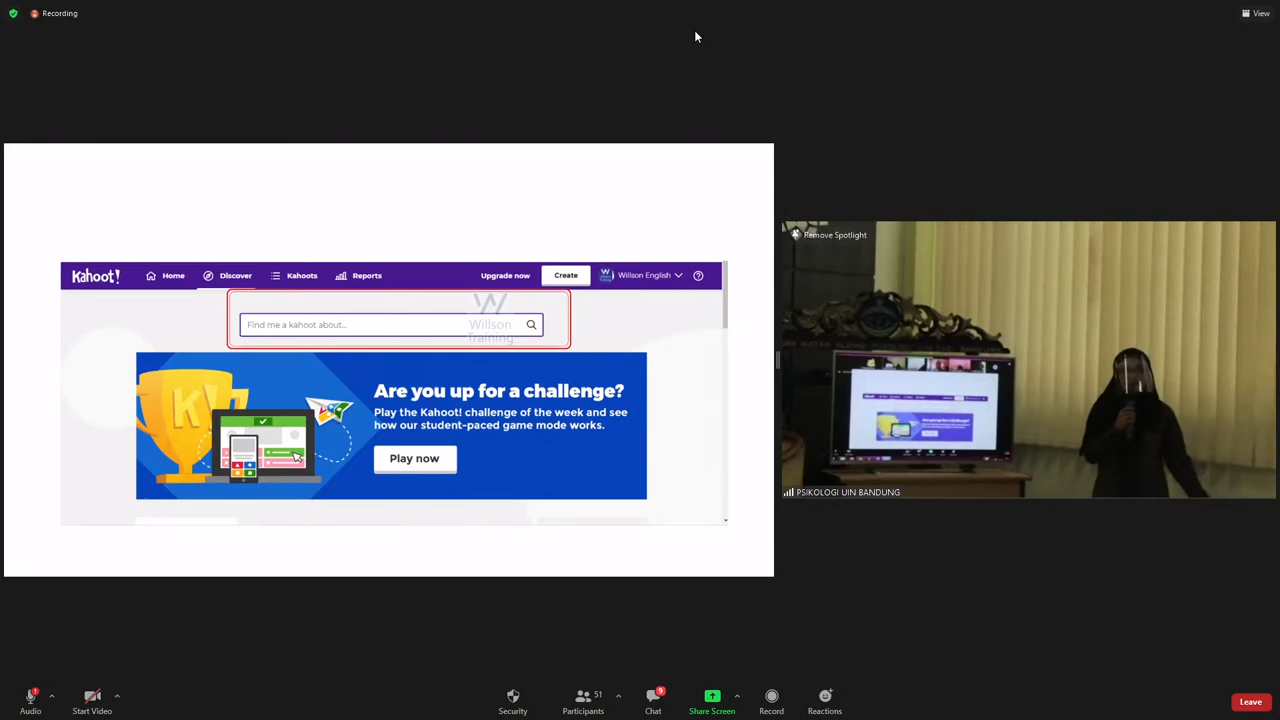 Recording
View
Kahoot!
Home
Discover
Kahoots
Reports
Upgrade now
Create
Willson English
Find me a kahoot about...
W
Willson
Training
Are you up for a challenge?
Play the Kahoot! challenge of the week and see
how our student-paced game mode works.
Play now
K!
Remove Spotlight
PSIKOLOGI UIN BANDUNG
Audio
Start Video
Security
Participants
51
Chat
9
Share Screen
Record
Reactions
Leave